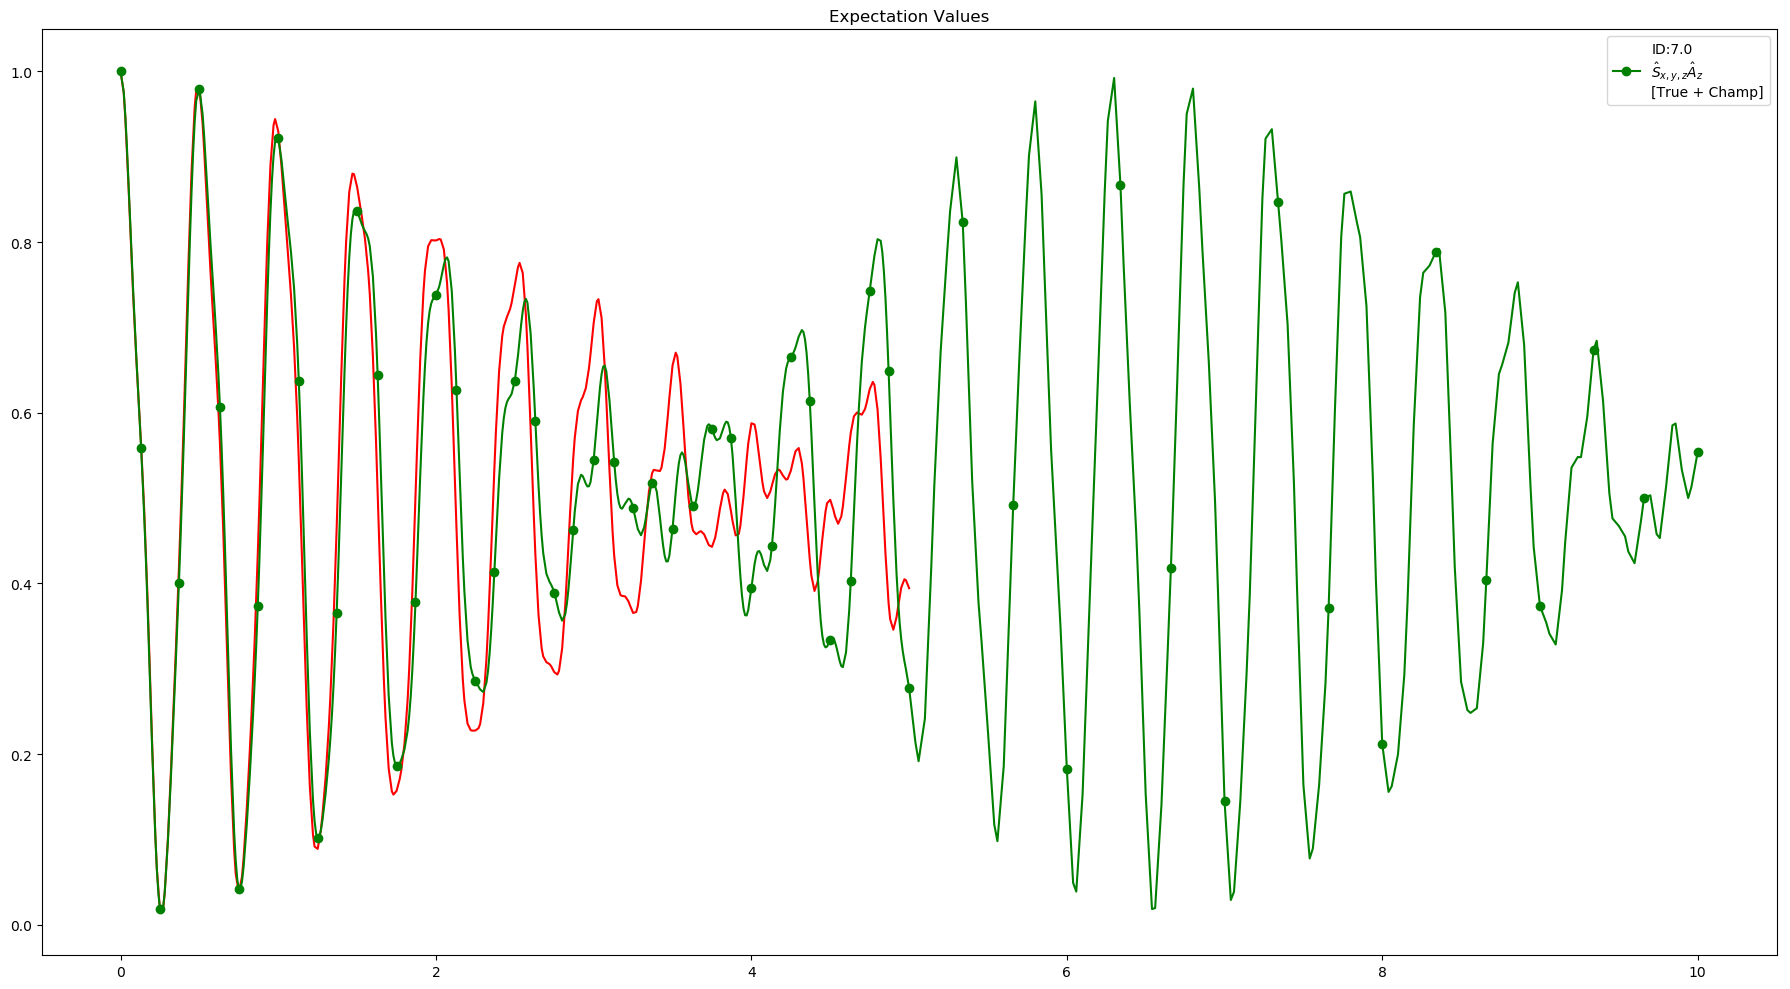 Expectation Values
ID:7.0
$\hat{S}_{x,y,z}\hat{A}_z$
[True + Champ]
1.0
0.8
0.6
0.4
0.2
0.0
0 2 4 6 8 10